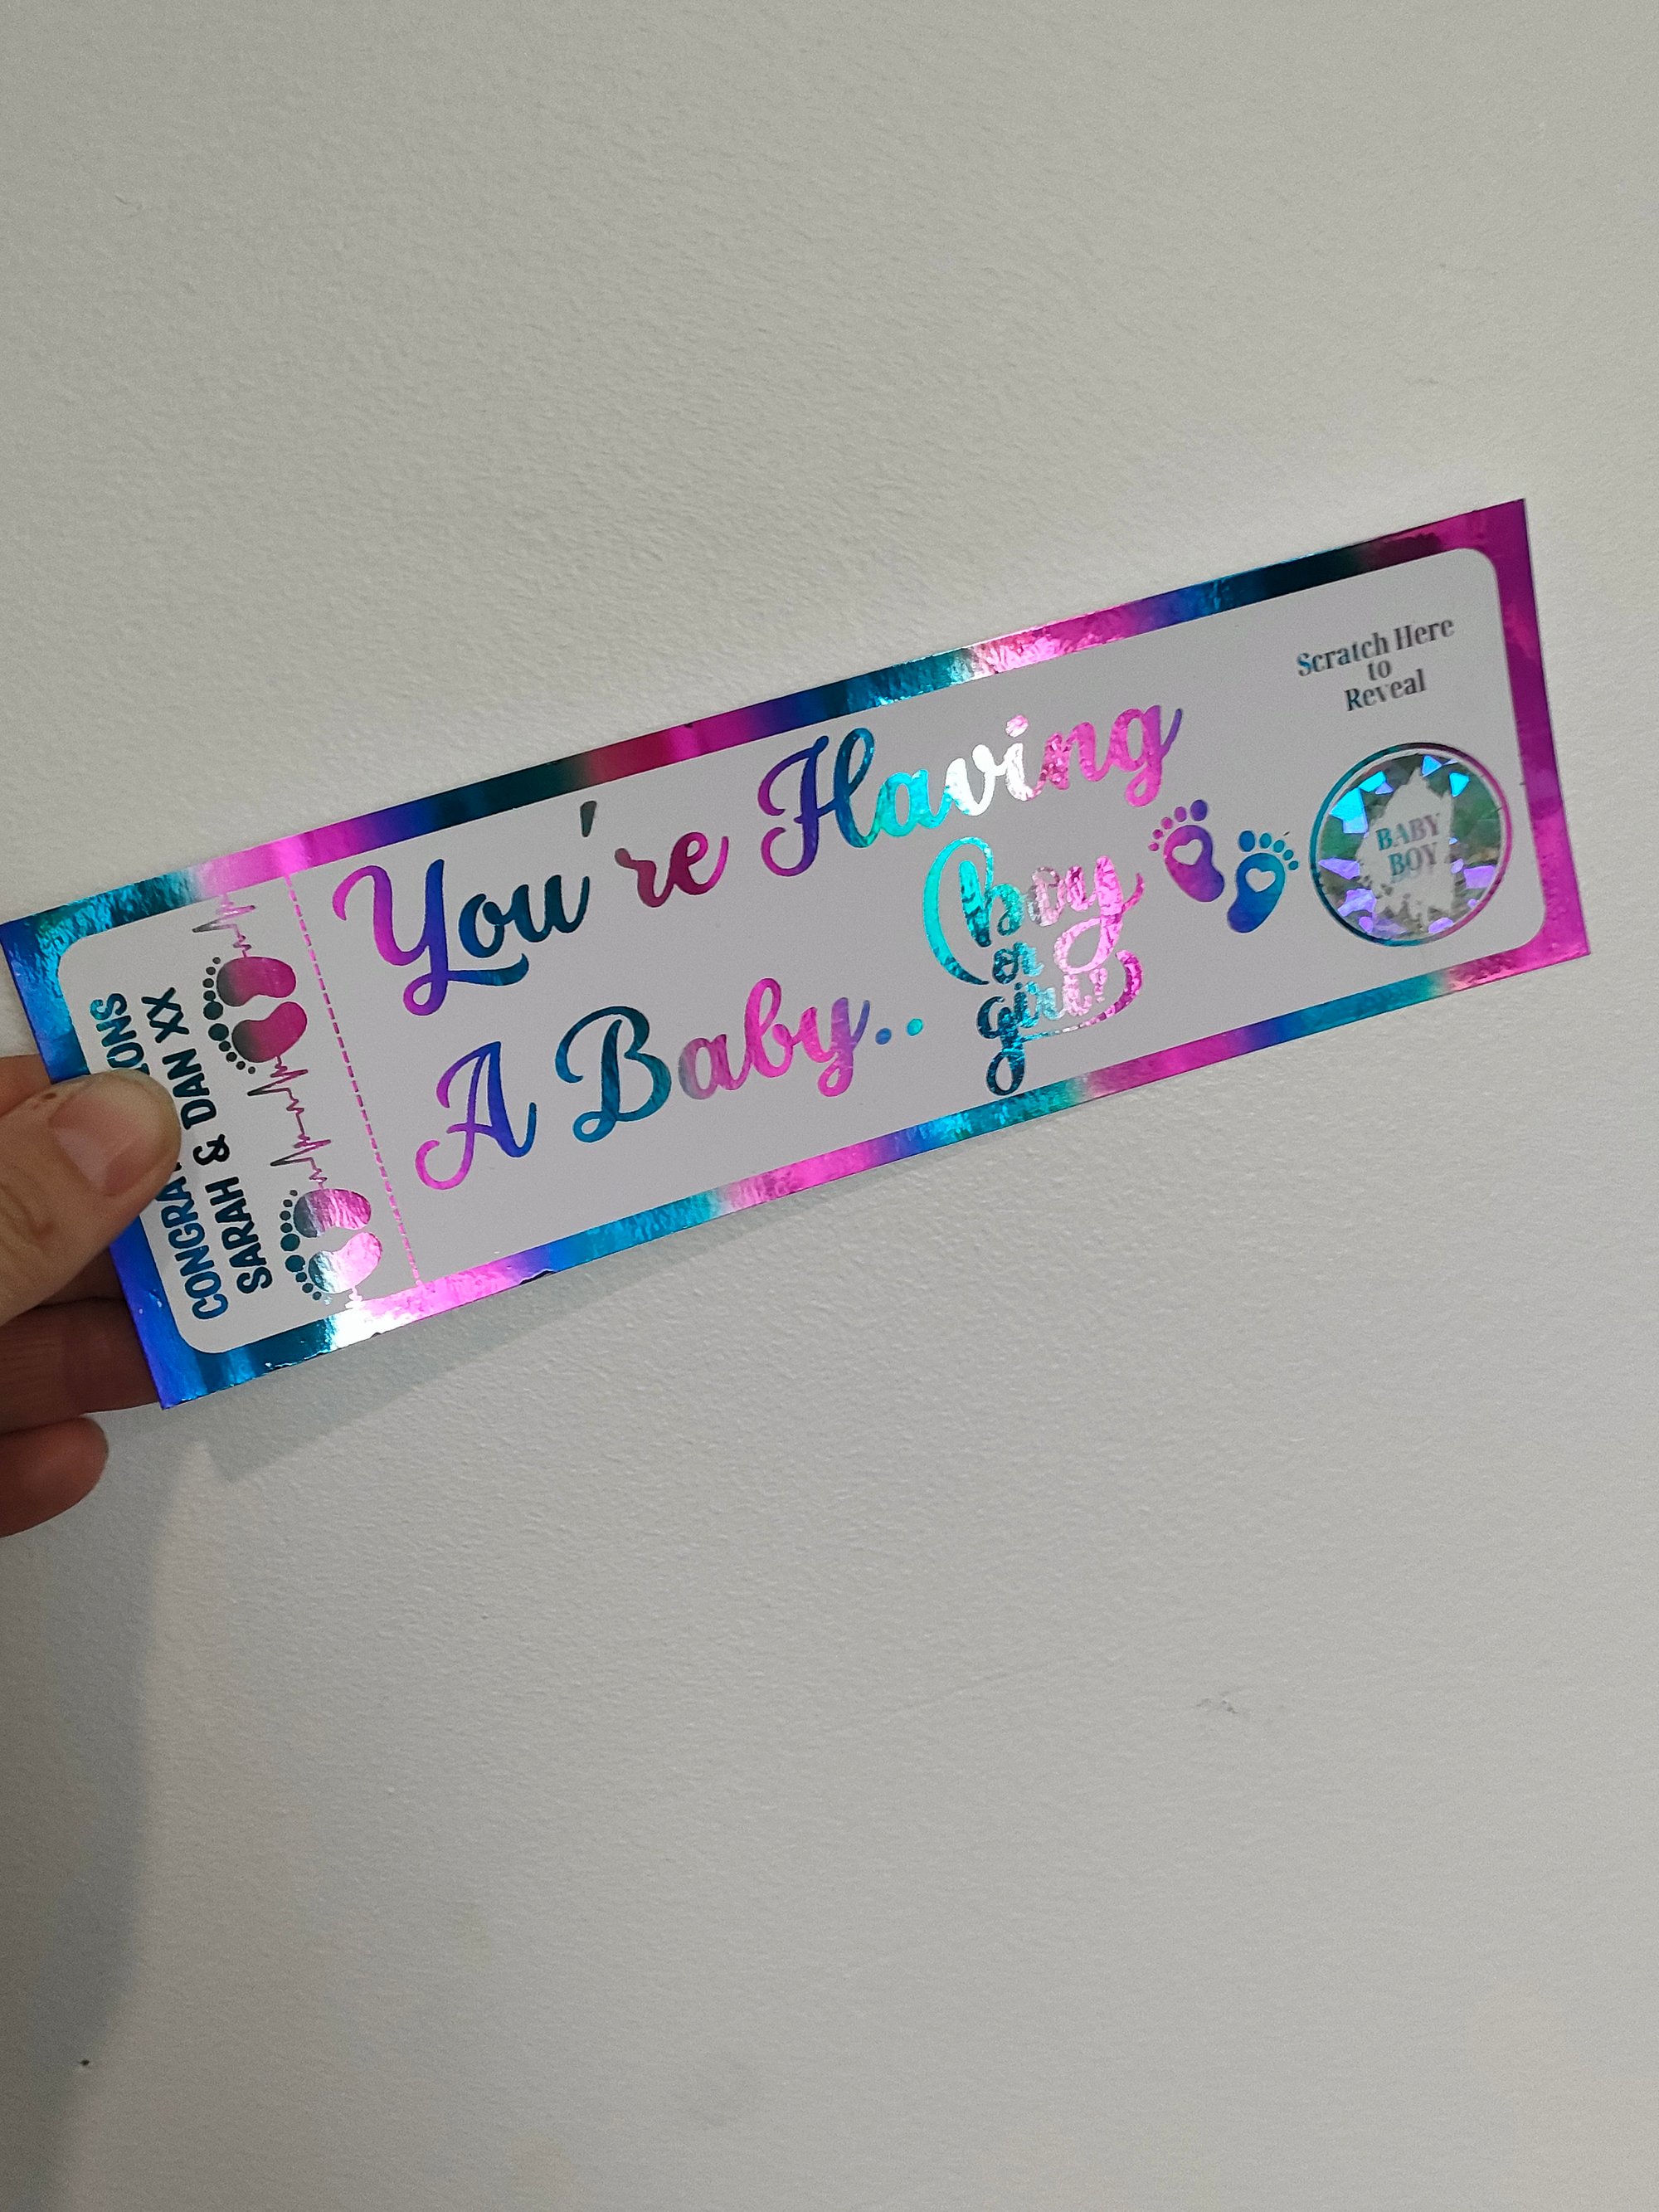 SARAH & DAN XX
You're Having
A Baby..
boy
or
girl?
Scratch Here
to
Reveal
BABY
BOY